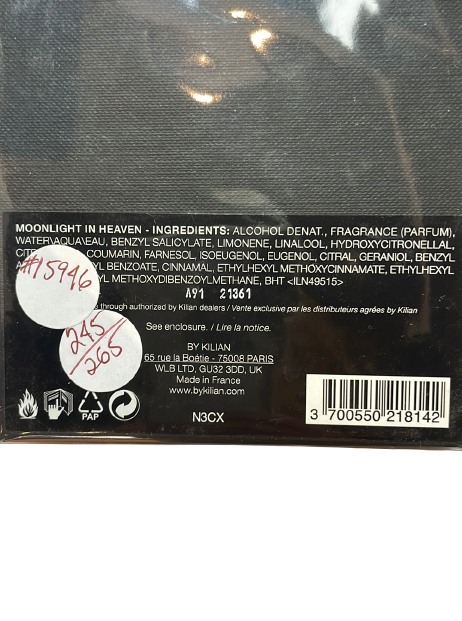 MOONLIGHT IN HEAVEN - INGREDIENTS: ALCOHOL DENAT., FRAGRANCE (PARFUM),
WATER\AQUA\EAU, BENZYL SALICYLATE, LIMONENE, LINALOOL, HYDROXYCITRONELLAL,
COUMARIN, FARNESOL, ISOEUGENOL, EUGENOL, CITRAL, GERANIOL, BENZYL
BENZOATE, CINNAMAL, ETHYLHEXYL METHOXYCINNAMATE, ETHYLHEXYL
METHOXYDIBENZOYLMETHANE, BHT <ILN49515>
A91 21361
through authorized by Kilian dealers / Vente exclusive par les distributeurs agréés by Kilian
See enclosure. / Lire la notice.
#15946
245/
265
BY KILIAN
65 rue la Boétie - 75008 PARIS
WLB LTD, GU32 3DD, UK
Made in France
www.bykilian.com
PAP
N3CX
3 700550 218142